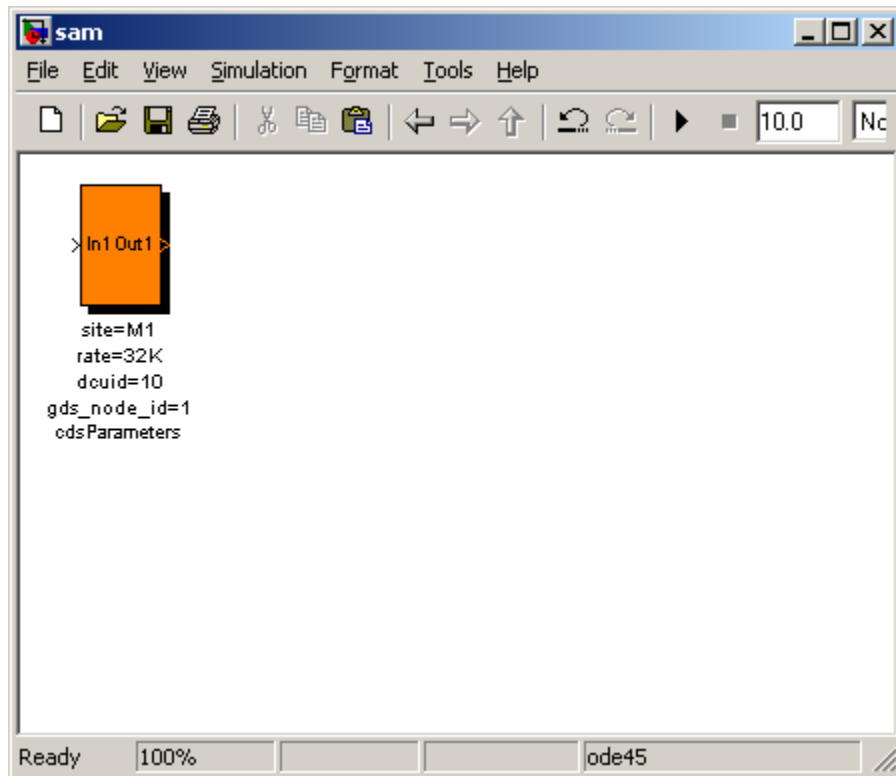 sam
File Edit View Simulation Format Tools Help
10.0 Nc
In1 Out1
site=M1
rate=32K
dcuid=10
gds_node_id=1
cdsParameters
Ready 100% ode45